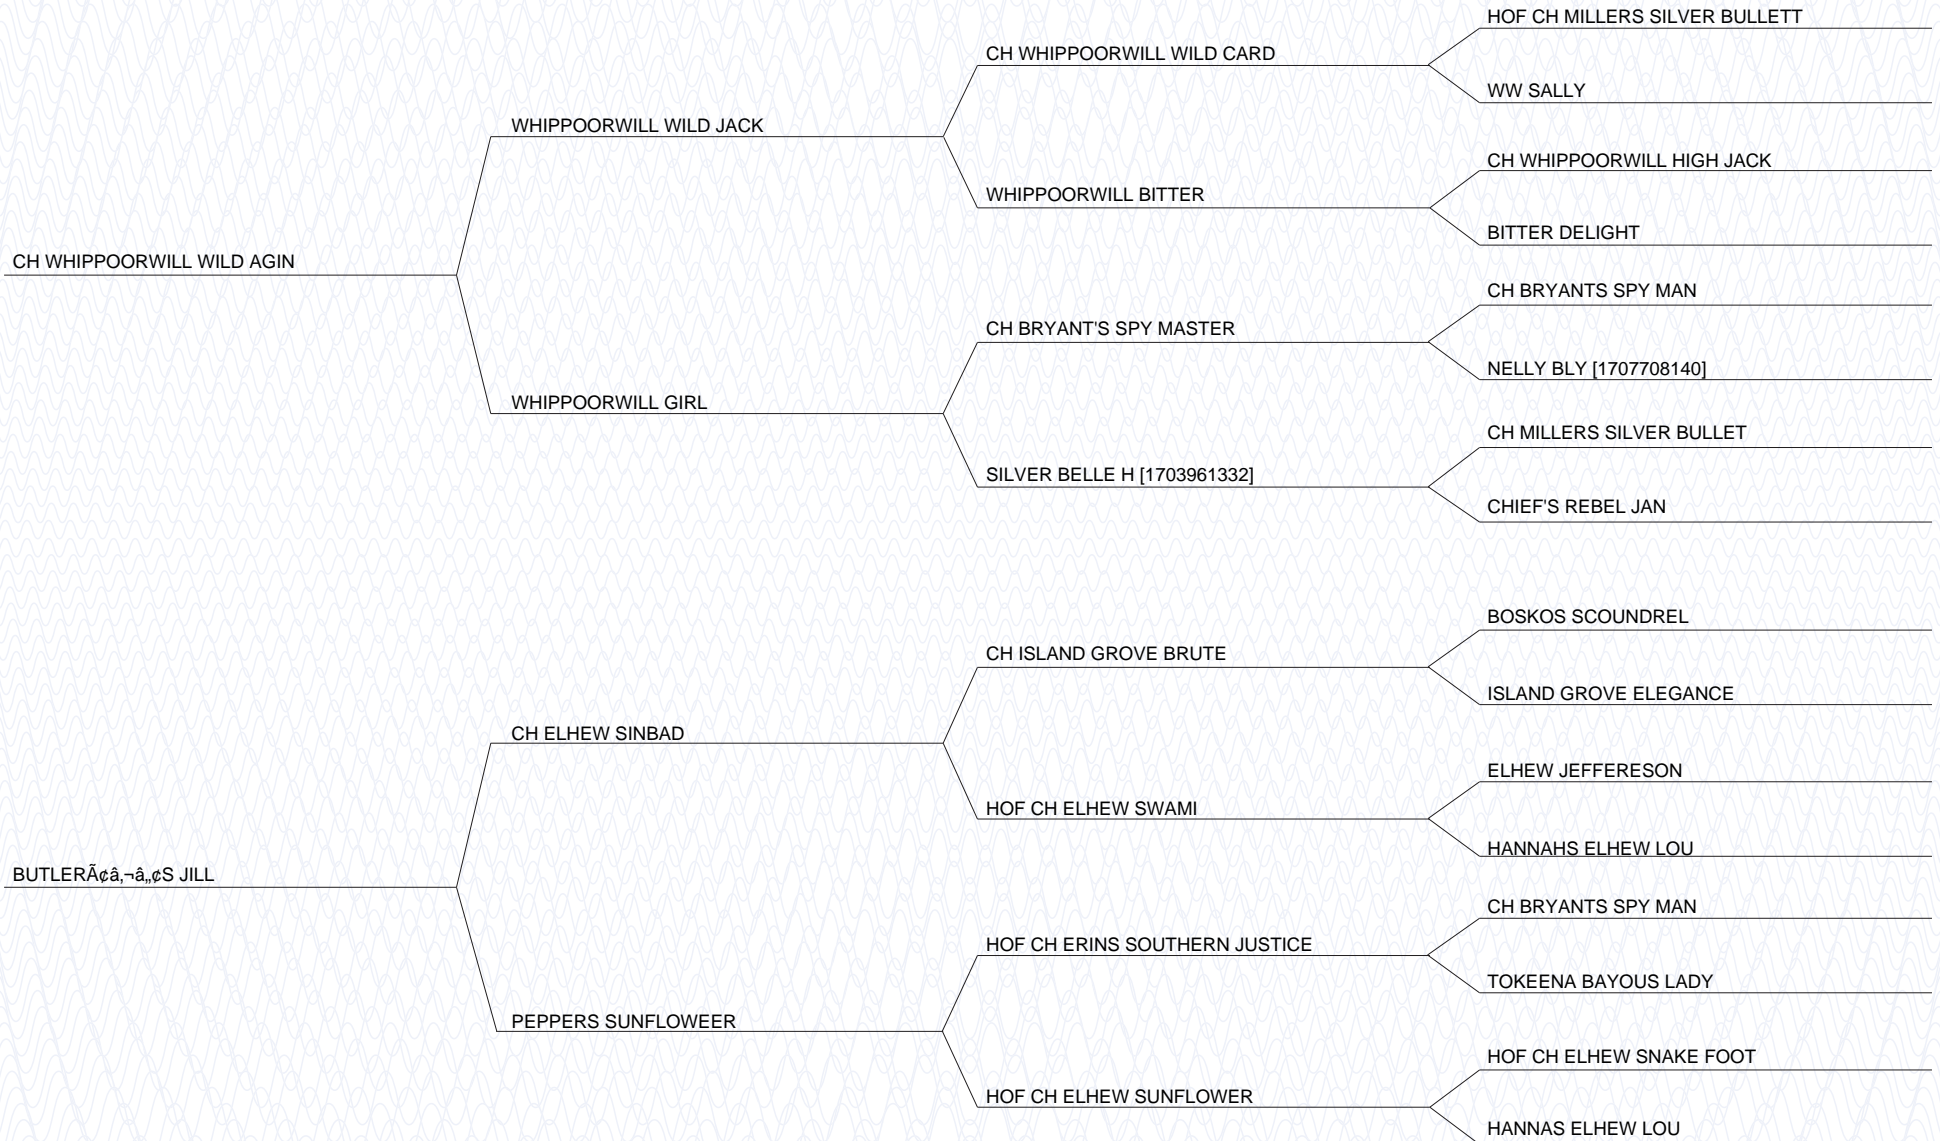 HOF CH MILLERS SILVER BULLETT
CH WHIPPOORWILL WILD CARD
WW SALLY
WHIPPOORWILL WILD JACK
CH WHIPPOORWILL HIGH JACK
WHIPPOORWILL BITTER
BITTER DELIGHT
CH WHIPPOORWILL WILD AGIN
CH BRYANTS SPY MAN
CH BRYANT'S SPY MASTER
NELLY BLY [1707708140]
WHIPPOORWILL GIRL
CH MILLERS SILVER BULLET
SILVER BELLE H [1703961332]
CHIEF'S REBEL JAN
BOSKOS SCOUNDREL
CH ISLAND GROVE BRUTE
ISLAND GROVE ELEGANCE
CH ELHEW SINBAD
ELHEW JEFFERESON
HOF CH ELHEW SWAMI
HANNAHS ELHEW LOU
BUTLERÃ¢â‚¬â„¢S JILL
CH BRYANTS SPY MAN
HOF CH ERINS SOUTHERN JUSTICE
TOKEENA BAYOUS LADY
PEPPERS SUNFLOWEER
HOF CH ELHEW SNAKE FOOT
HOF CH ELHEW SUNFLOWER
HANNAS ELHEW LOU